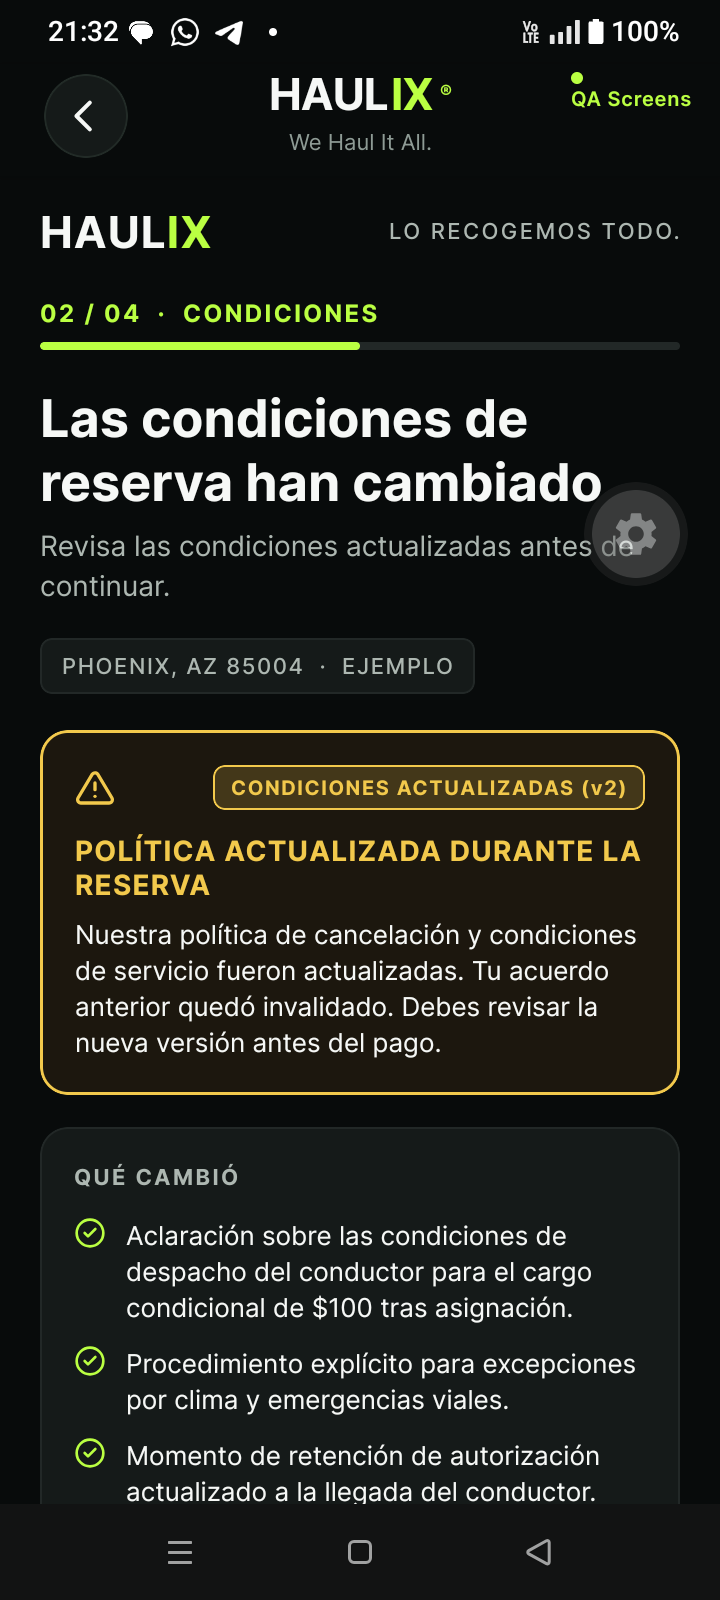 21:32
Vo LTE
100%
HAULIX ®
QA Screens
We Haul It All.
HAULIX
LO RECOGEMOS TODO.
02 / 04 · CONDICIONES
Las condiciones de
reserva han cambiado
Revisa las condiciones actualizadas antes de
continuar.
PHOENIX, AZ 85004 · EJEMPLO
CONDICIONES ACTUALIZADAS (v2)
POLÍTICA ACTUALIZADA DURANTE LA
RESERVA
Nuestra política de cancelación y condiciones
de servicio fueron actualizadas. Tu acuerdo
anterior quedó invalidado. Debes revisar la
nueva versión antes del pago.
QUÉ CAMBIÓ
Aclaración sobre las condiciones de
despacho del conductor para el cargo
condicional de $100 tras asignación.
Procedimiento explícito para excepciones
por clima y emergencias viales.
Momento de retención de autorización
actualizado a la llegada del conductor.